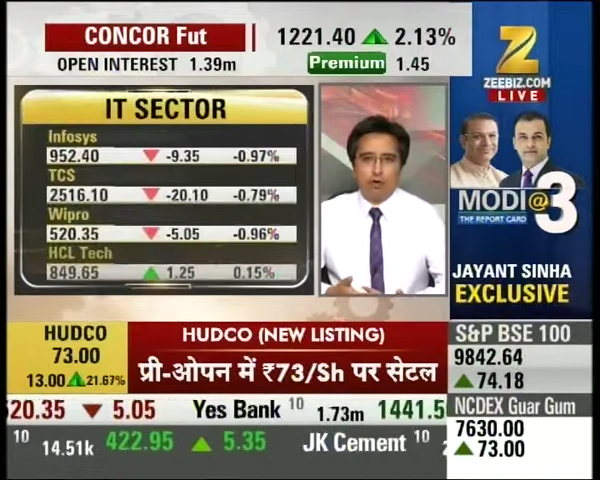 CONCOR Fut
1221.40 2.13%
OPEN INTEREST 1.39m
Premium 1.45
Z
ZEEBIZ.COM
LIVE
IT SECTOR
Infosys
952.40 -9.35 -0.97%
TCS
2516.10 -20.10 -0.79%
Wipro
520.35 -5.05 -0.96%
HCL Tech
849.65 1.25 0.15%
MODI@3
THE REPORT CARD
JAYANT SINHA
EXCLUSIVE
HUDCO
73.00
13.00 21.67%
HUDCO (NEW LISTING)
प्री-ओपन में ₹73/Sh पर सेटल
S&P BSE 100
9842.64
74.18
NCDEX Guar Gum
7630.00
73.00
520.35 5.05 Yes Bank 10 1.73m 1441.5
10 14.51k 422.95 5.35 JK Cement 10